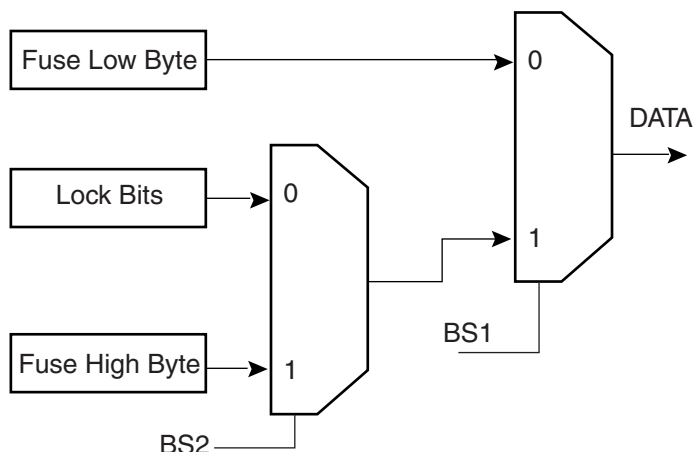 Fuse Low Byte
0
DATA
Lock Bits
0
1
BS1
Fuse High Byte
1
BS2